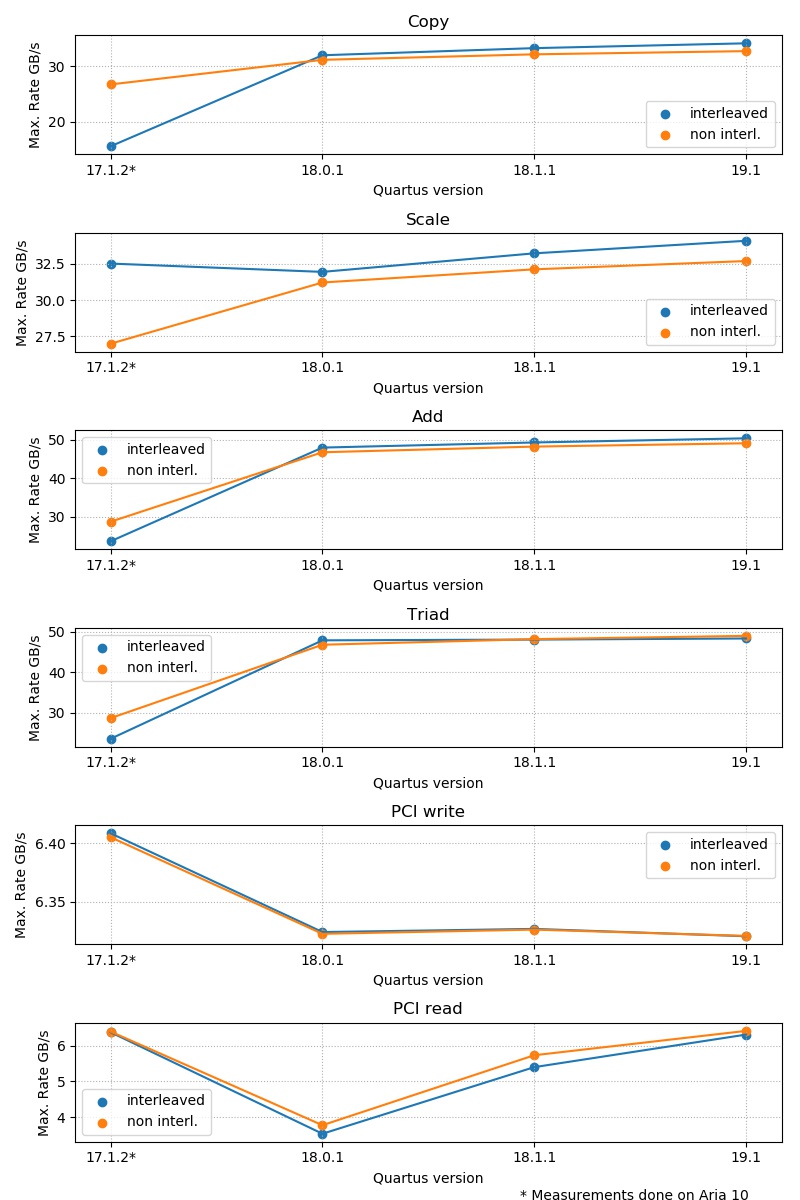 Copy
Max. Rate GB/s
30
20
interleaved
non interl.
17.1.2* 18.0.1 18.1.1 19.1
Quartus version
Scale
Max. Rate GB/s
32.5
30.0
27.5
interleaved
non interl.
17.1.2* 18.0.1 18.1.1 19.1
Quartus version
Add
Max. Rate GB/s
50
40
30
interleaved
non interl.
17.1.2* 18.0.1 18.1.1 19.1
Quartus version
Triad
Max. Rate GB/s
50
40
30
interleaved
non interl.
17.1.2* 18.0.1 18.1.1 19.1
Quartus version
PCI write
Max. Rate GB/s
6.40
6.35
interleaved
non interl.
17.1.2* 18.0.1 18.1.1 19.1
Quartus version
PCI read
Max. Rate GB/s
6
5
4
interleaved
non interl.
17.1.2* 18.0.1 18.1.1 19.1
Quartus version
* Measurements done on Aria 10